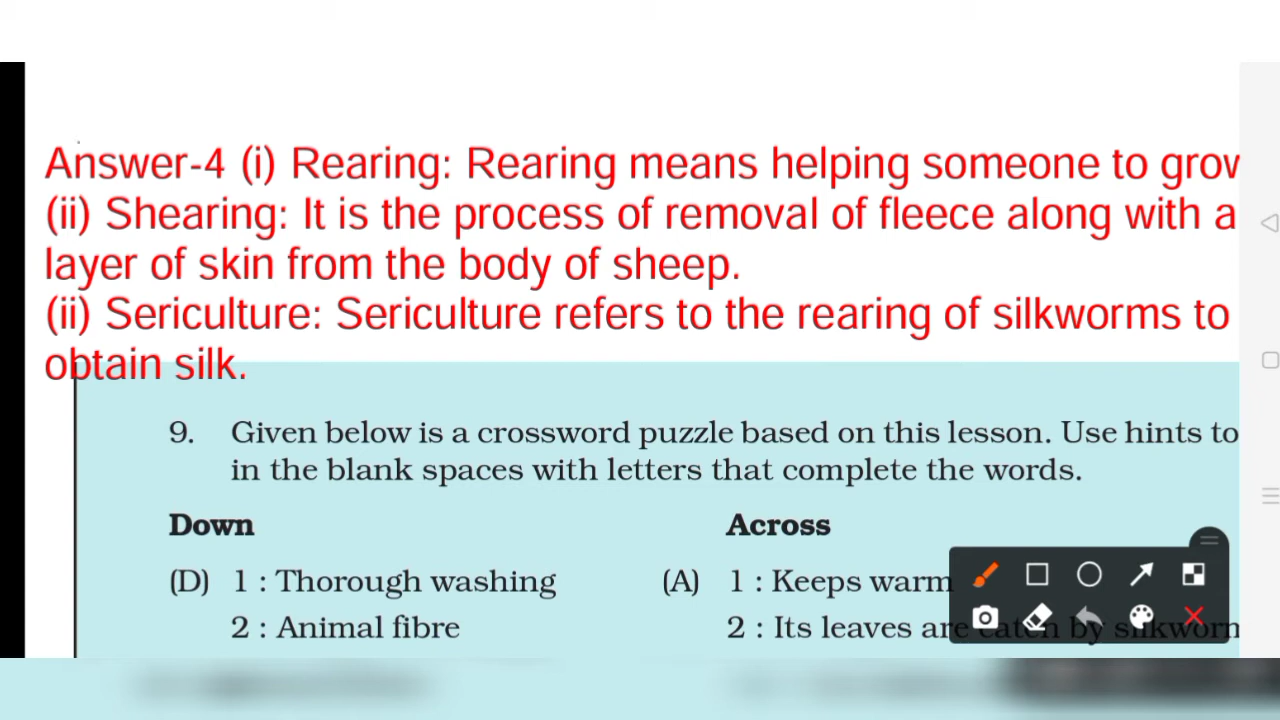 Answer-4 (i) Rearing: Rearing means helping someone to grow
(ii) Shearing: It is the process of removal of fleece along with a
layer of skin from the body of sheep.
(ii) Sericulture: Sericulture refers to the rearing of silkworms to
obtain silk.
9. Given below is a crossword puzzle based on this lesson. Use hints to
in the blank spaces with letters that complete the words.
Down Across
(D) 1 : Thorough washing (A) 1 : Keeps warm
2 : Animal fibre 2 : Its leaves are eaten by silkworm